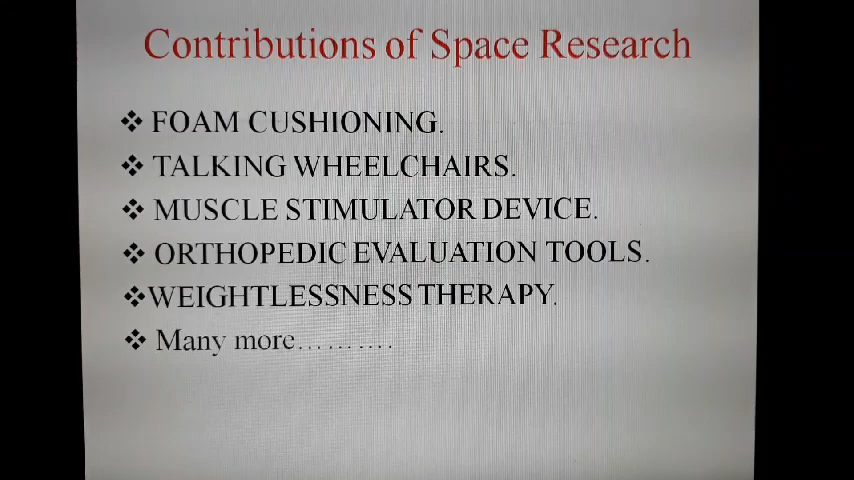 Contributions of Space Research
❖ FOAM CUSHIONING.
❖ TALKING WHEELCHAIRS.
❖ MUSCLE STIMULATOR DEVICE.
❖ ORTHOPEDIC EVALUATION TOOLS.
❖WEIGHTLESSNESS THERAPY.
❖ Many more……….